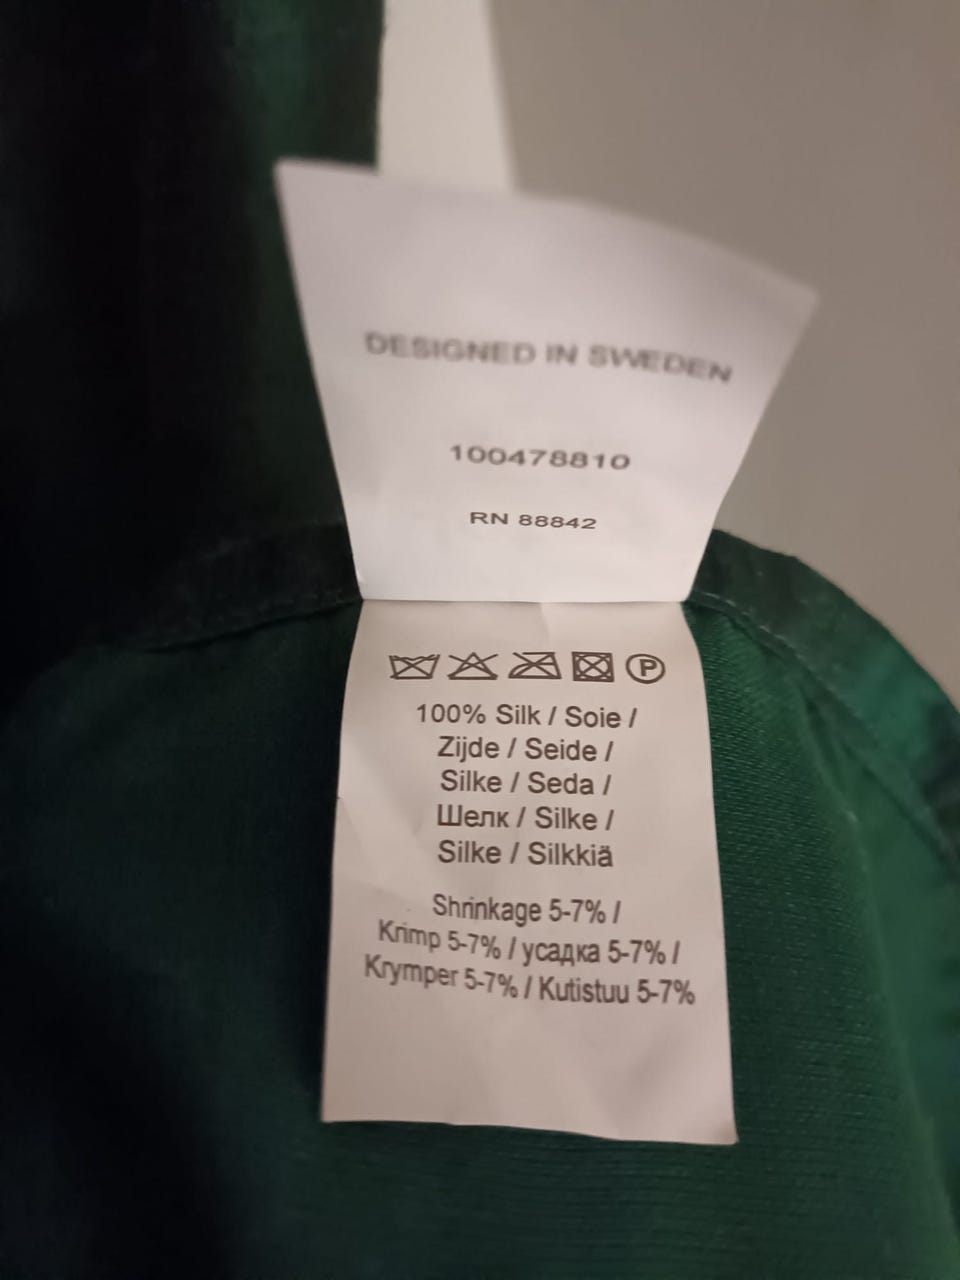 DESIGNED IN SWEDEN
100478810
RN 88842
P
100% Silk / Soie /
Zijde / Seide /
Silke / Seda /
Шелк / Silke /
Silke / Silkkiä
Shrinkage 5-7% /
Krimp 5-7% / усадка 5-7% /
Krymper 5-7% / Kutistuu 5-7%